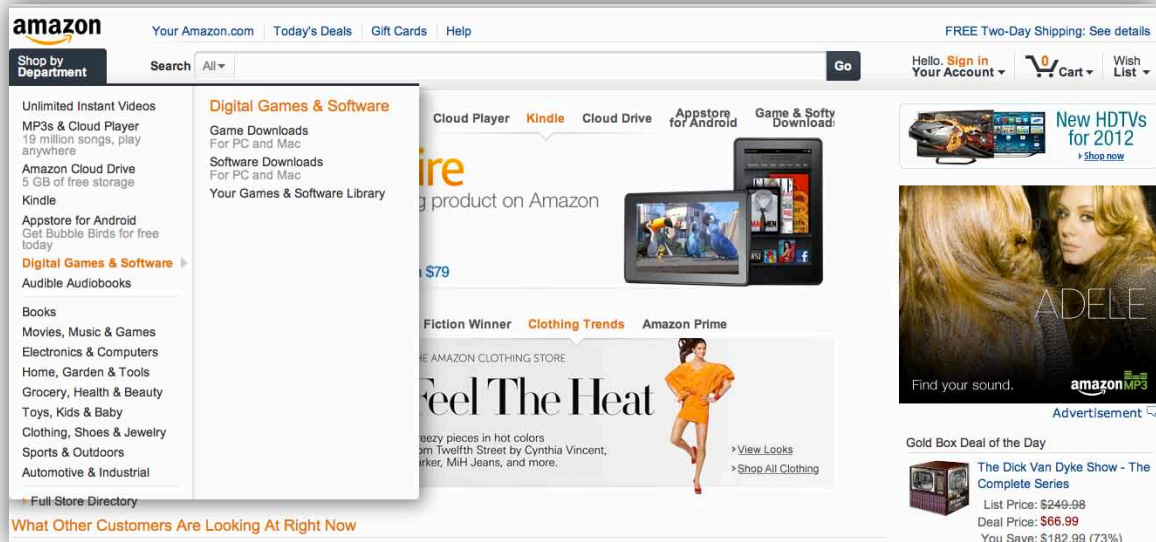 amazon
Your Amazon.com Today's Deals Gift Cards Help
FREE Two-Day Shipping: See details
Shop by
Department
Search All Go
Hello. Sign in
Your Account
0 Cart
Wish
List
Unlimited Instant Videos
MP3s & Cloud Player
19 million songs, play
anywhere
Amazon Cloud Drive
5 GB of free storage
Kindle
Appstore for Android
Get Bubble Birds for free
today
Digital Games & Software
Audible Audiobooks
Books
Movies, Music & Games
Electronics & Computers
Home, Garden & Tools
Grocery, Health & Beauty
Toys, Kids & Baby
Clothing, Shoes & Jewelry
Sports & Outdoors
Automotive & Industrial
Full Store Directory
Digital Games & Software
Game Downloads
For PC and Mac
Software Downloads
For PC and Mac
Your Games & Software Library
Cloud Player Kindle Cloud Drive Appstore for Android Game & Softw Downloads
ire
g product on Amazon
$79
Fiction Winner Clothing Trends Amazon Prime
HE AMAZON CLOTHING STORE
Feel The Heat
eezy pieces in hot colors
om Twelfth Street by Cynthia Vincent,
arker, MiH Jeans, and more.
View Looks
Shop All Clothing
New HDTVs
for 2012
Shop now
ADELE
Find your sound.
amazonMP3
Advertisement
Gold Box Deal of the Day
The Dick Van Dyke Show - The
Complete Series
List Price: $249.98
Deal Price: $66.99
You Save: $182.99 (73%)
What Other Customers Are Looking At Right Now